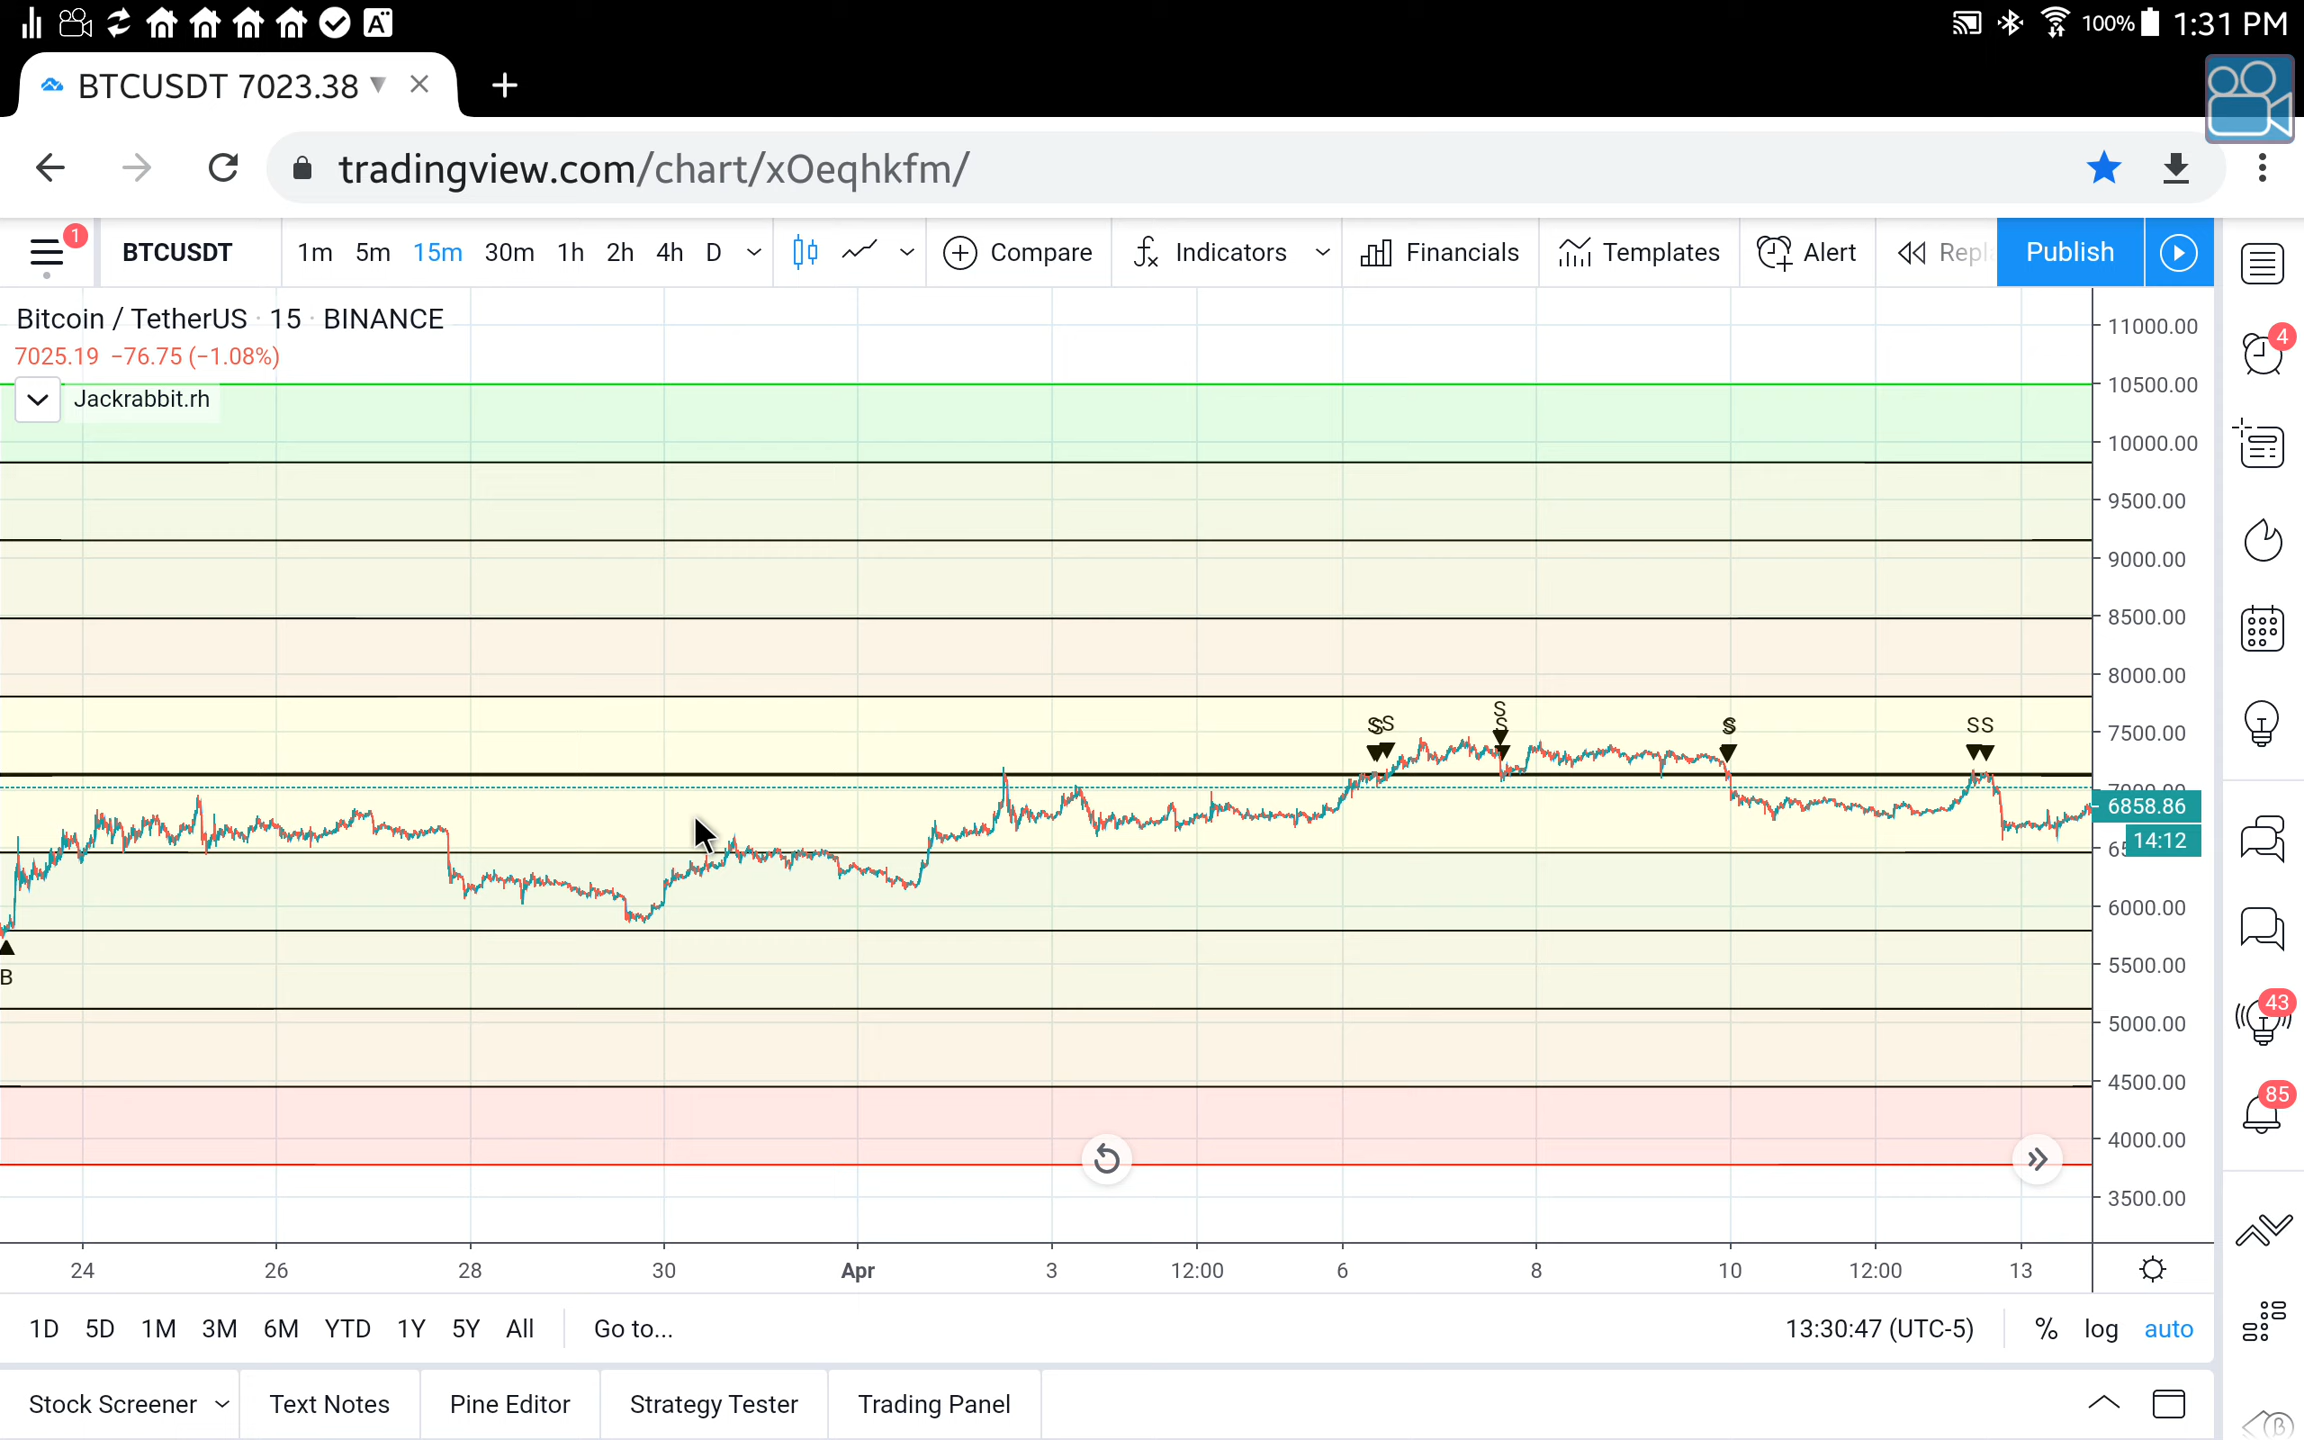 A
100% 1:31 PM
BTCUSDT 7023.38
tradingview.com/chart/xOeqhkfm/
1
BTCUSDT 1m 5m 15m 30m 1h 2h 4h D Compare Indicators Financials Templates Alert Publish
Bitcoin / TetherUS · 15 · BINANCE
7025.19 −76.75 (−1.08%)
Jackrabbit.rh
11000.00
10500.00
10000.00
9500.00
9000.00
8500.00
8000.00
7500.00
6858.86
14:12
6000.00
5500.00
5000.00
4500.00
4000.00
3500.00
S S
S
S
S
S S
B
4
43
85
24 26 28 30 Apr 3 12:00 6 8 10 12:00 13
1D 5D 1M 3M 6M YTD 1Y 5Y All Go to... 13:30:47 (UTC-5) % log auto
Stock Screener Text Notes Pine Editor Strategy Tester Trading Panel